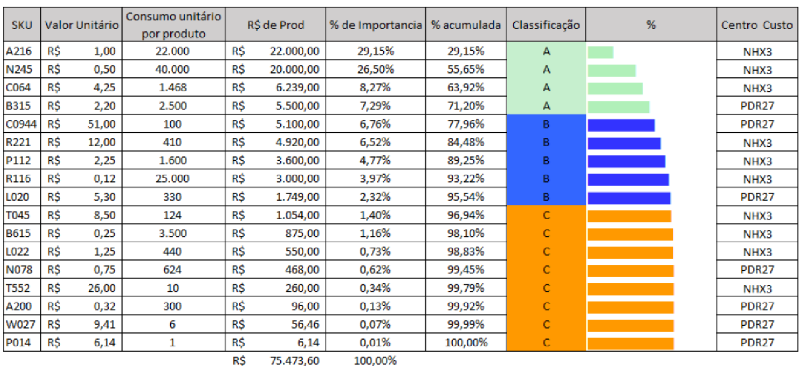 SKU Valor Unitário Consumo unitário por produto R$ de Prod % de Importancia % acumulada Classificação % Centro Custo
A216 R$ 1,00 22.000 R$ 22.000,00 29,15% 29,15% A NHX3
N245 R$ 0,50 40.000 R$ 20.000,00 26,50% 55,65% A NHX3
C064 R$ 4,25 1.468 R$ 6.239,00 8,27% 63,92% A NHX3
B315 R$ 2,20 2.500 R$ 5.500,00 7,29% 71,20% A PDR27
C0944 R$ 51,00 100 R$ 5.100,00 6,76% 77,96% B PDR27
R221 R$ 12,00 410 R$ 4.920,00 6,52% 84,48% B NHX3
P112 R$ 2,25 1.600 R$ 3.600,00 4,77% 89,25% B NHX3
R116 R$ 0,12 25.000 R$ 3.000,00 3,97% 93,22% B NHX3
L020 R$ 5,30 330 R$ 1.749,00 2,32% 95,54% B PDR27
T045 R$ 8,50 124 R$ 1.054,00 1,40% 96,94% C NHX3
B615 R$ 0,25 3.500 R$ 875,00 1,16% 98,10% C NHX3
L022 R$ 1,25 440 R$ 550,00 0,73% 98,83% C NHX3
N078 R$ 0,75 624 R$ 468,00 0,62% 99,45% C PDR27
T552 R$ 26,00 10 R$ 260,00 0,34% 99,79% C NHX3
A200 R$ 0,32 300 R$ 96,00 0,13% 99,92% C PDR27
W027 R$ 9,41 6 R$ 56,46 0,07% 99,99% C PDR27
P014 R$ 6,14 1 R$ 6,14 0,01% 100,00% C PDR27
R$ 75.473,60 100,00%